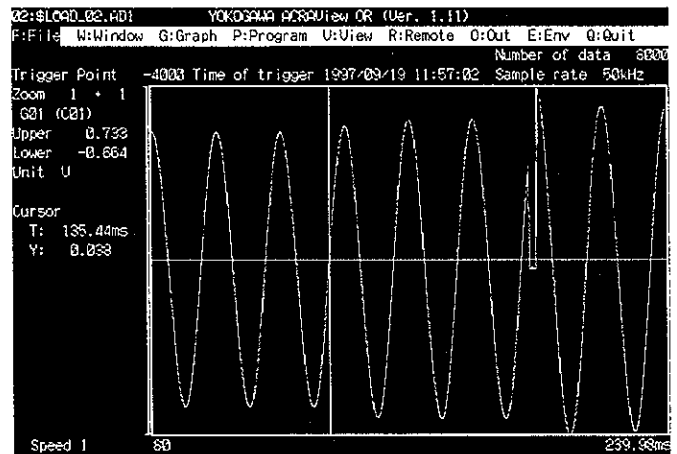 02:$LOAD_02.AD1 YOKOGAWA ACRAView OR (Ver. 1.11)
F:File W:Window G:Graph P:Program V:View R:Remote O:Out E:Env Q:Quit
Number of data 8000
Trigger Point -4000 Time of trigger 1997/09/19 11:57:02 Sample rate 50kHz
Zoom 1 + 1
G01 (C01)
Upper 0.733
Lower -0.664
Unit V
Cursor
T: 135.44ms
Y: 0.038
Speed 1 80 239.98ms